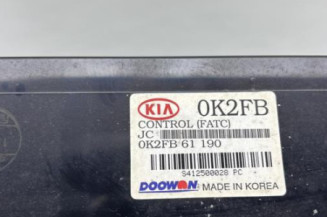 KIA 0K2FB
CONTROL (FATC)
JC
0K2FB 61 190
S412500028 PC
DOOWON MADE IN KOREA